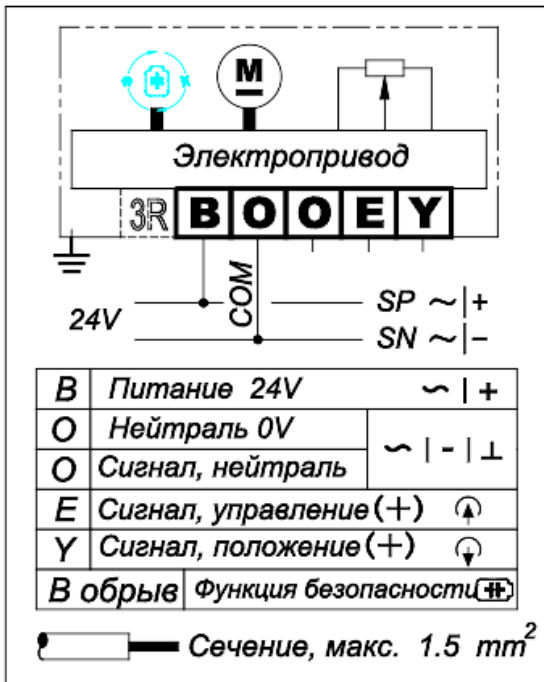 M
Электропривод
3R B O O E Y
COM
24V
SP ~|+
SN ~|−
B Питание 24V ~ | +
O Нейтраль 0V ~ | - | ⊥
O Сигнал, нейтраль
E Сигнал, управление (+)
Y Сигнал, положение (+)
В обрыв Функция безопасности
Сечение, макс. 1.5 mm²